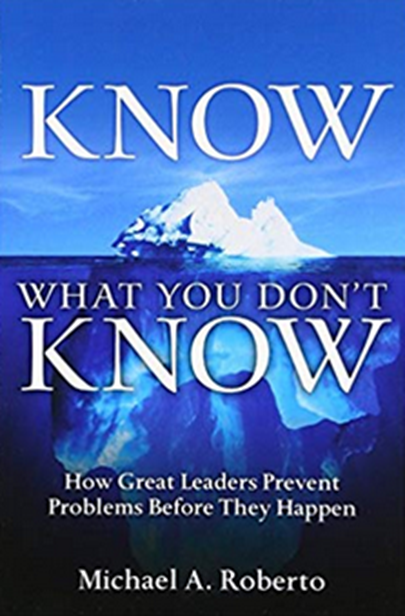 KNOW
WHAT YOU DON'T
KNOW
How Great Leaders Prevent
Problems Before They Happen
Michael A. Roberto